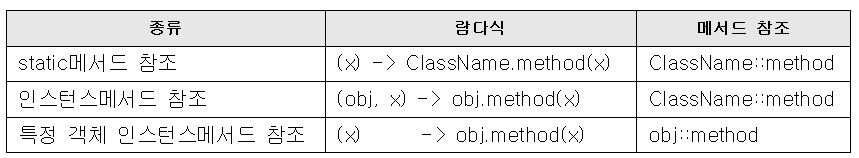 종류 람다식 메서드 참조
static메서드 참조 (x) -> ClassName.method(x) ClassName::method
인스턴스메서드 참조 (obj, x) -> obj.method(x) ClassName::method
특정 객체 인스턴스메서드 참조 (x) -> obj.method(x) obj::method